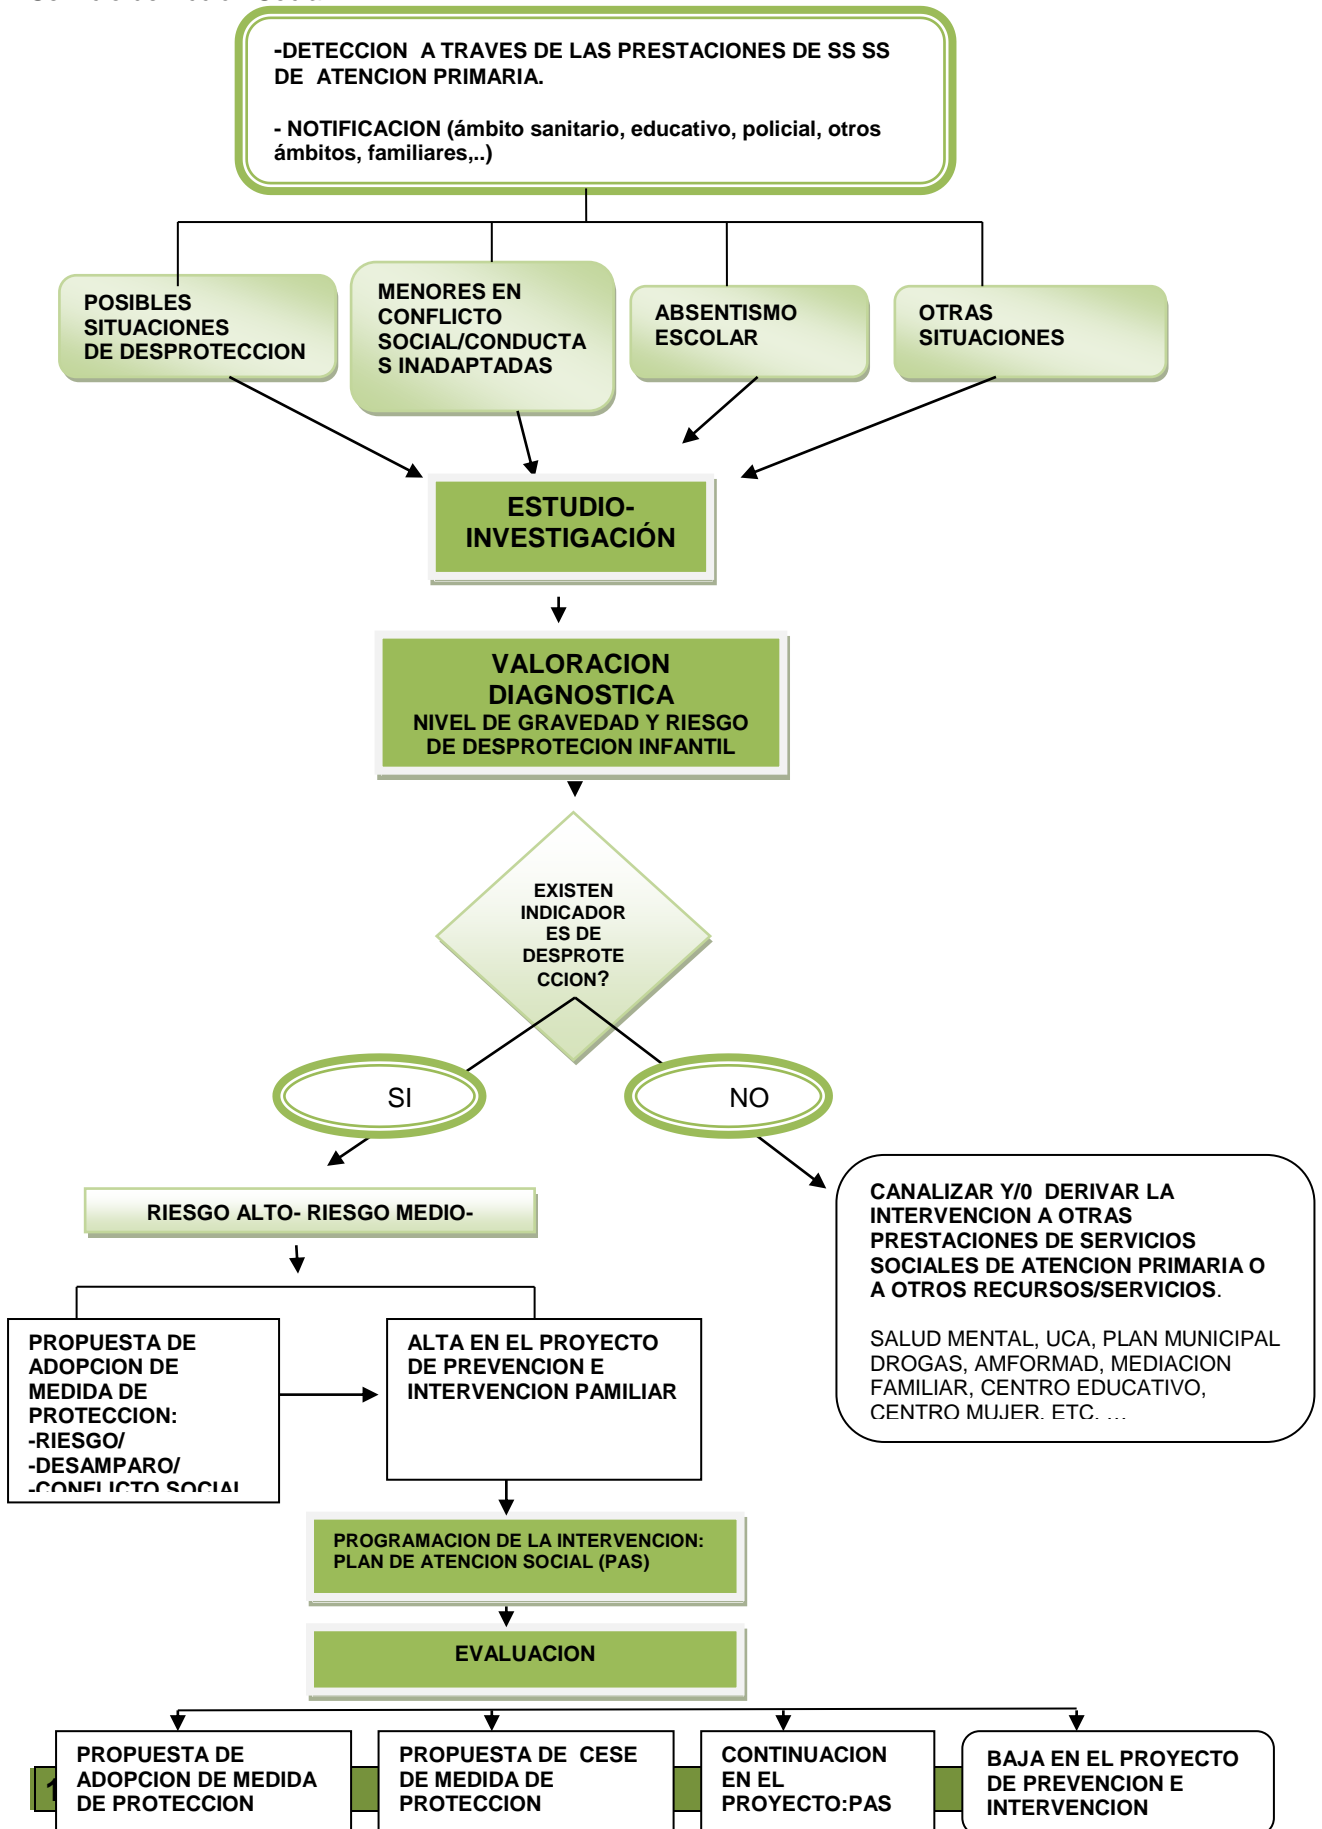 -DETECCION A TRAVES DE LAS PRESTACIONES DE SS SS
DE ATENCION PRIMARIA.
- NOTIFICACION (ámbito sanitario, educativo, policial, otros
ámbitos, familiares,..)
POSIBLES
SITUACIONES
DE DESPROTECCION
MENORES EN
CONFLICTO
SOCIAL/CONDUCTA
S INADAPTADAS
ABSENTISMO
ESCOLAR
OTRAS
SITUACIONES
ESTUDIO-
INVESTIGACIÓN
VALORACION
DIAGNOSTICA
NIVEL DE GRAVEDAD Y RIESGO
DE DESPROTECION INFANTIL
EXISTEN
INDICADOR
ES DE
DESPROTE
CCION?
SI
NO
RIESGO ALTO- RIESGO MEDIO-
CANALIZAR Y/0 DERIVAR LA
INTERVENCION A OTRAS
PRESTACIONES DE SERVICIOS
SOCIALES DE ATENCION PRIMARIA O
A OTROS RECURSOS/SERVICIOS.
SALUD MENTAL, UCA, PLAN MUNICIPAL
DROGAS, AMFORMAD, MEDIACION
FAMILIAR, CENTRO EDUCATIVO,
CENTRO MUJER, ETC. …
PROPUESTA DE
ADOPCION DE
MEDIDA DE
PROTECCION:
-RIESGO/
-DESAMPARO/
-CONFLICTO SOCIAL
ALTA EN EL PROYECTO
DE PREVENCION E
INTERVENCION PAMILIAR
PROGRAMACION DE LA INTERVENCION:
PLAN DE ATENCION SOCIAL (PAS)
EVALUACION
PROPUESTA DE
ADOPCION DE MEDIDA
DE PROTECCION
PROPUESTA DE CESE
DE MEDIDA DE
PROTECCION
CONTINUACION
EN EL
PROYECTO:PAS
BAJA EN EL PROYECTO
DE PREVENCION E
INTERVENCION